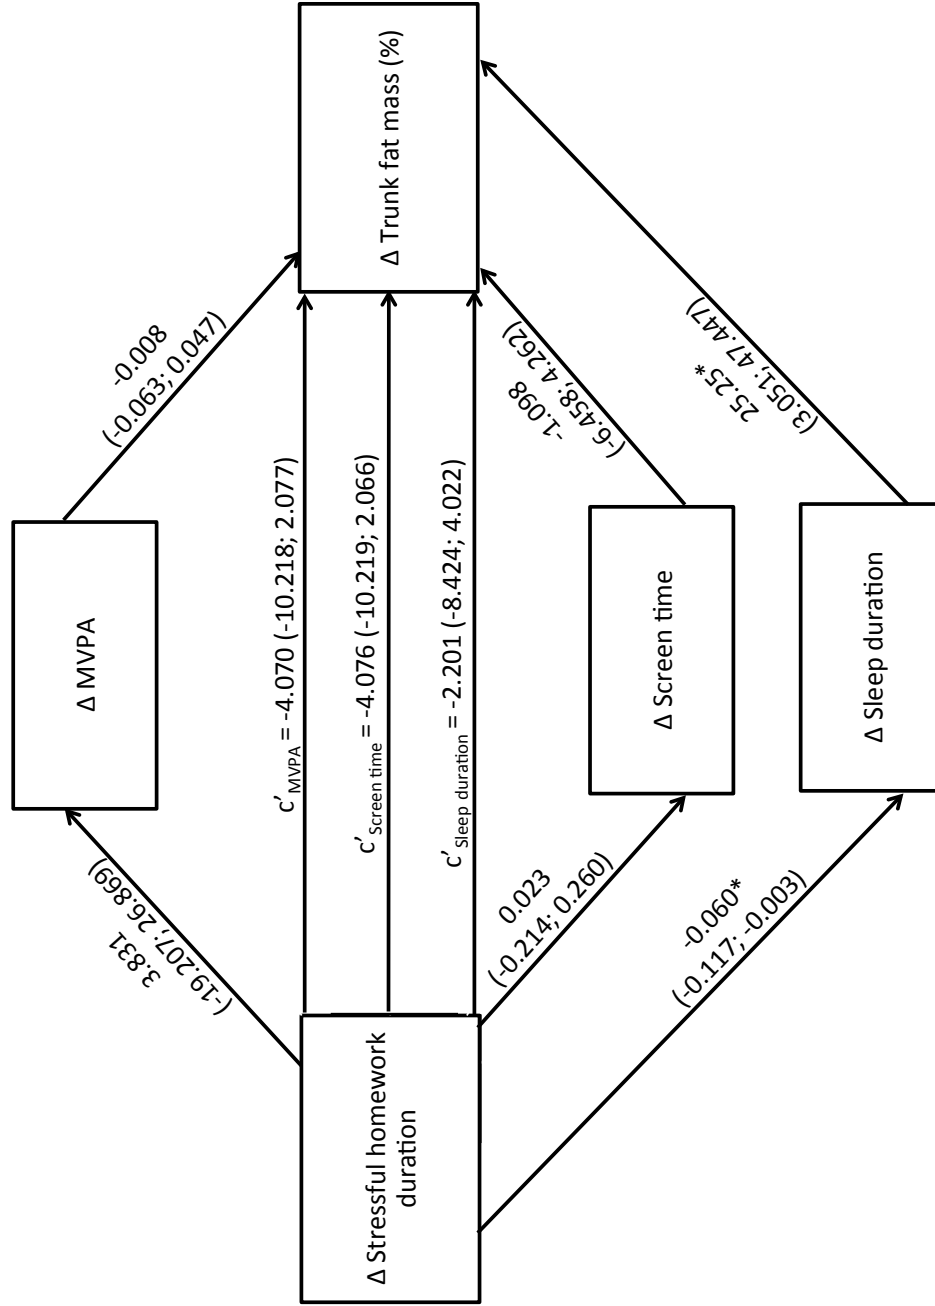 Δ MVPA
3.831
(-19.207; 26.869)
-0.008
(-0.063; 0.047)
Δ Stressful homework
duration
c’MVPA = -4.070 (-10.218; 2.077)
c’Screen time = -4.076 (-10.219; 2.066)
c’Sleep duration = -2.201 (-8.424; 4.022)
Δ Trunk fat mass (%)
0.023
(-0.214; 0.260)
Δ Screen time
-1.098
(-6.458; 4.262)
-0.060*
(-0.117; -0.003)
Δ Sleep duration
25.25*
(3.051; 47.447)